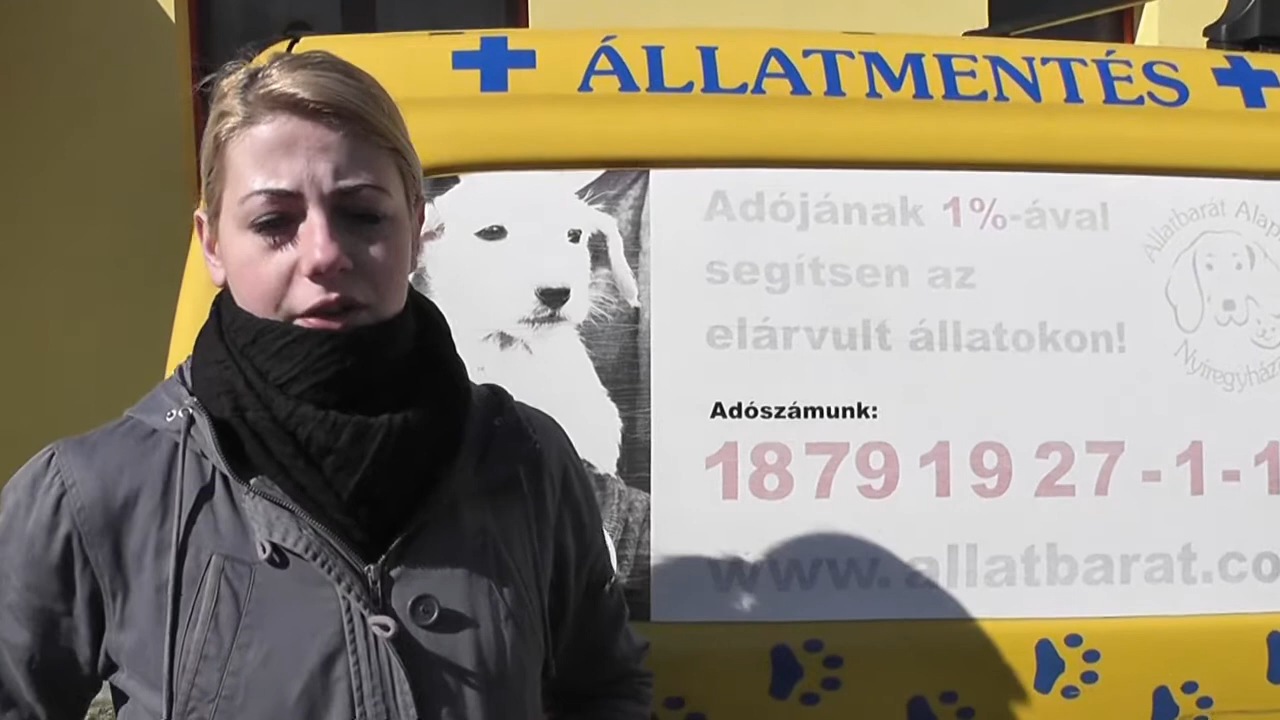 ÁLLATMENTÉS
Adójának 1%-ával
segítsen az
elárvult állatokon!
Adószámunk:
18791927-1-1
www.allatbarat.co
Állatbarát Alap
Nyíregyház